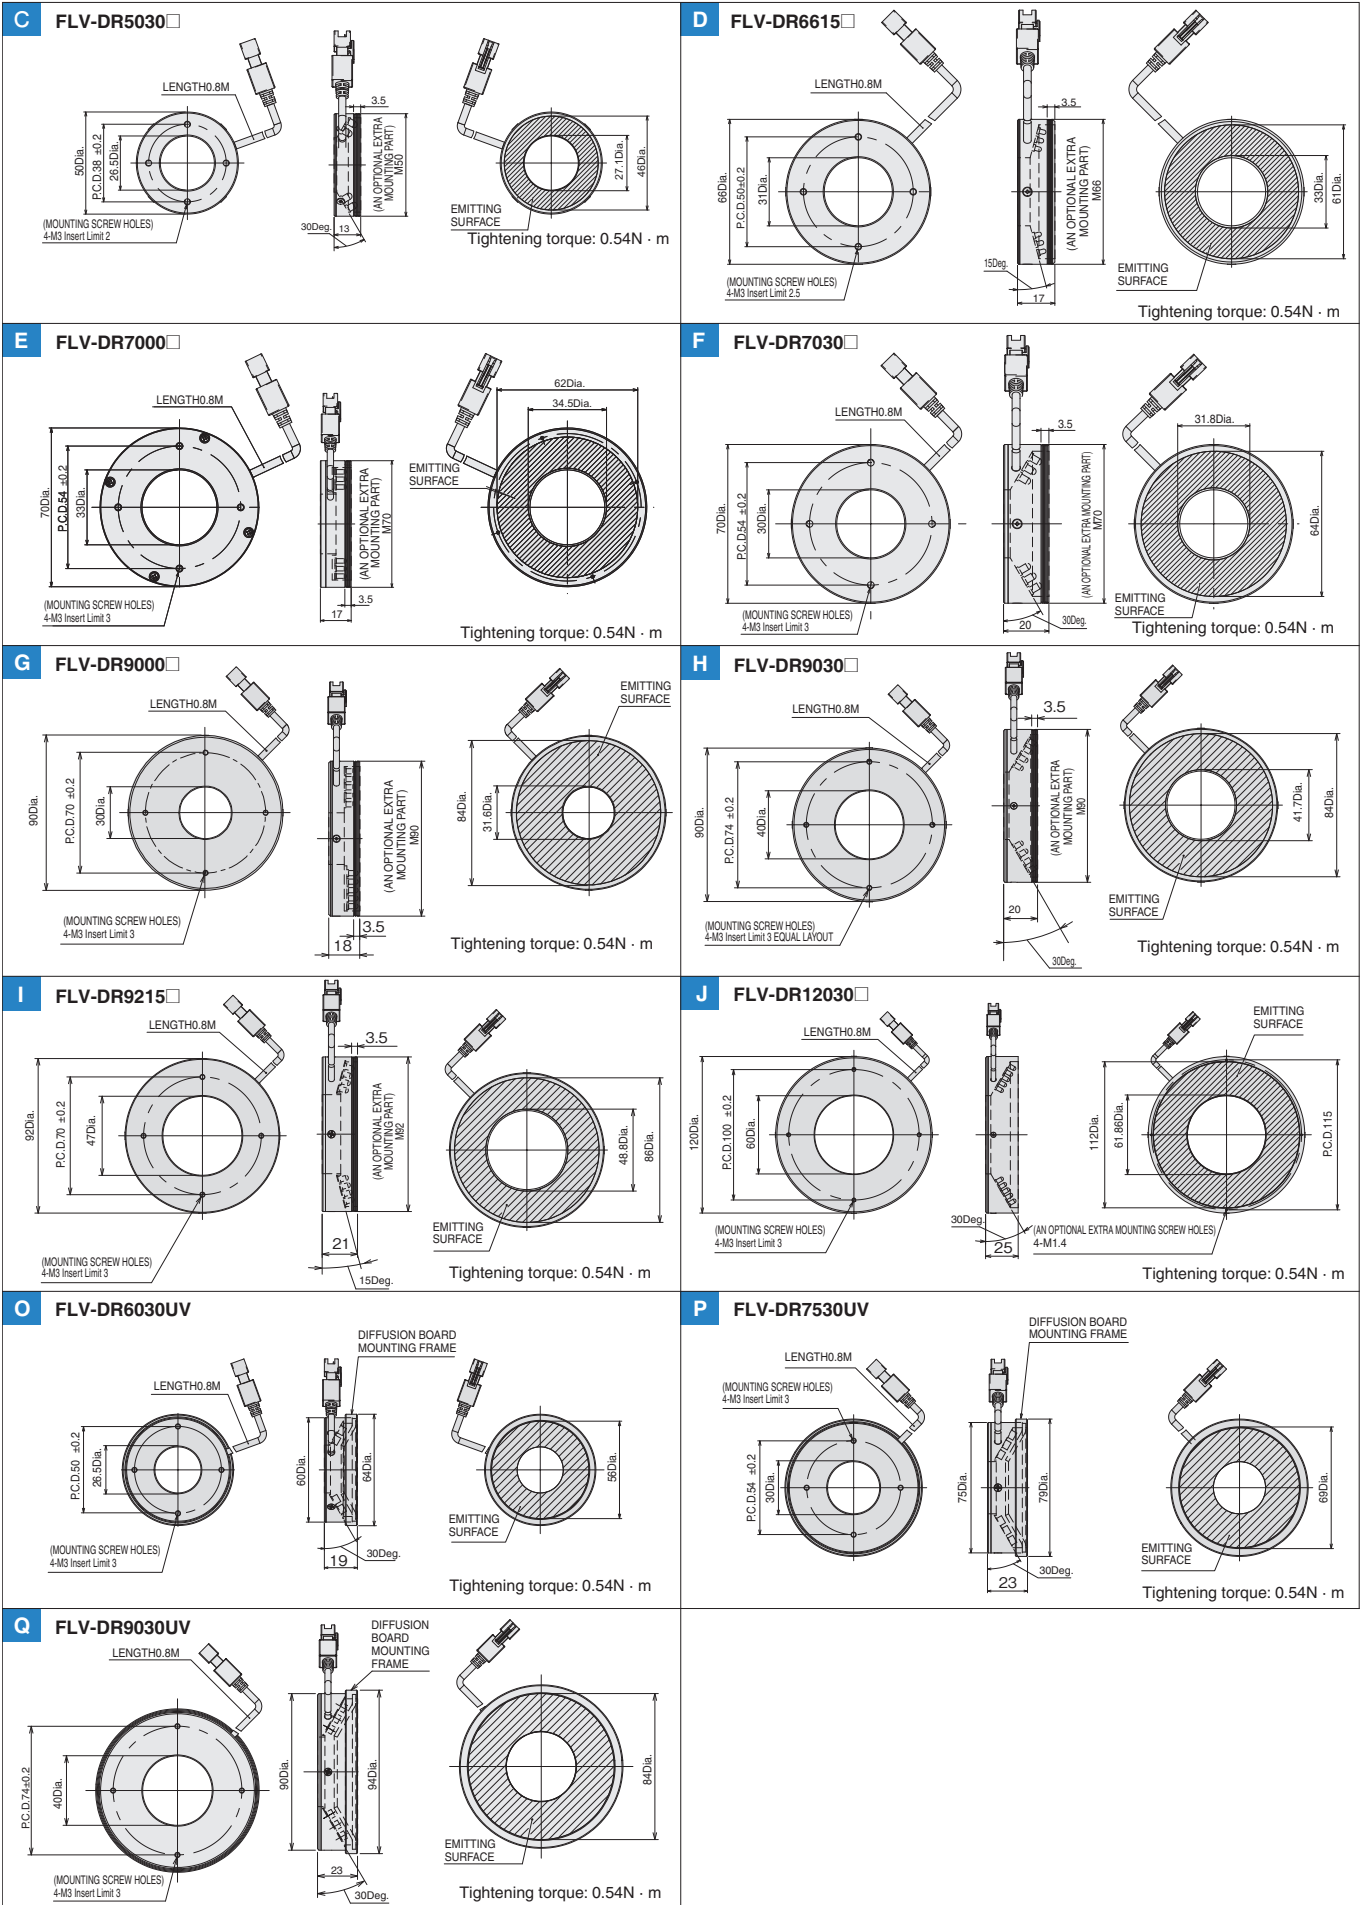 C FLV-DR5030□
LENGTH0.8M
3.5
50Dia.
P.C.D.38 ±0.2
26.5Dia.
(AN OPTIONAL EXTRA
MOUNTING PART)
M50
27.1Dia.
46Dia.
(MOUNTING SCREW HOLES)
4-M3 Insert Limit 2
30Deg.
13
EMITTING
SURFACE
Tightening torque: 0.54N · m
D FLV-DR6615□
LENGTH0.8M
3.5
66Dia.
P.C.D.50±0.2
31Dia.
(AN OPTIONAL EXTRA
MOUNTING PART)
M66
33Dia.
61Dia.
(MOUNTING SCREW HOLES)
4-M3 Insert Limit 2.5
15Deg.
17
EMITTING
SURFACE
Tightening torque: 0.54N · m
E FLV-DR7000□
LENGTH0.8M
62Dia.
34.5Dia.
70Dia.
P.C.D.54 ±0.2
33Dia.
(AN OPTIONAL EXTRA
MOUNTING PART)
M70
EMITTING
SURFACE
(MOUNTING SCREW HOLES)
4-M3 Insert Limit 3
3.5
17
Tightening torque: 0.54N · m
F FLV-DR7030□
LENGTH0.8M
3.5
31.8Dia.
70Dia.
P.C.D.54 ±0.2
30Dia.
(AN OPTIONAL EXTRA MOUNTING PART)
M70
64Dia.
(MOUNTING SCREW HOLES)
4-M3 Insert Limit 3
20
30Deg.
EMITTING
SURFACE
Tightening torque: 0.54N · m
G FLV-DR9000□
LENGTH0.8M
EMITTING
SURFACE
90Dia.
P.C.D.70 ±0.2
30Dia.
(AN OPTIONAL EXTRA
MOUNTING PART)
M90
84Dia.
31.6Dia.
(MOUNTING SCREW HOLES)
4-M3 Insert Limit 3
3.5
18
Tightening torque: 0.54N · m
H FLV-DR9030□
LENGTH0.8M
3.5
90Dia.
P.C.D.74 ±0.2
40Dia.
(AN OPTIONAL EXTRA
MOUNTING PART)
M90
41.7Dia.
84Dia.
(MOUNTING SCREW HOLES)
4-M3 Insert Limit 3 EQUAL LAYOUT
20
30Deg.
EMITTING
SURFACE
Tightening torque: 0.54N · m
I FLV-DR9215□
LENGTH0.8M
3.5
92Dia.
P.C.D.70 ±0.2
47Dia.
(AN OPTIONAL EXTRA
MOUNTING PART)
M92
48.8Dia.
86Dia.
(MOUNTING SCREW HOLES)
4-M3 Insert Limit 3
21
15Deg.
EMITTING
SURFACE
Tightening torque: 0.54N · m
J FLV-DR12030□
LENGTH0.8M
EMITTING
SURFACE
120Dia.
P.C.D.100 ±0.2
60Dia.
112Dia.
61.86Dia.
P.C.D.115
(MOUNTING SCREW HOLES)
4-M3 Insert Limit 3
30Deg.
25
(AN OPTIONAL EXTRA MOUNTING SCREW HOLES)
4-M1.4
Tightening torque: 0.54N · m
O FLV-DR6030UV
DIFFUSION BOARD
MOUNTING FRAME
LENGTH0.8M
P.C.D.50 ±0.2
26.5Dia.
60Dia.
64Dia.
56Dia.
(MOUNTING SCREW HOLES)
4-M3 Insert Limit 3
30Deg.
19
EMITTING
SURFACE
Tightening torque: 0.54N · m
P FLV-DR7530UV
DIFFUSION BOARD
MOUNTING FRAME
LENGTH0.8M
(MOUNTING SCREW HOLES)
4-M3 Insert Limit 3
P.C.D.54 ±0.2
30Dia.
75Dia.
79Dia.
69Dia.
30Deg.
23
EMITTING
SURFACE
Tightening torque: 0.54N · m
Q FLV-DR9030UV
DIFFUSION
BOARD
MOUNTING
FRAME
LENGTH0.8M
P.C.D.74±0.2
40Dia.
90Dia.
94Dia.
84Dia.
(MOUNTING SCREW HOLES)
4-M3 Insert Limit 3
23
30Deg.
EMITTING
SURFACE
Tightening torque: 0.54N · m